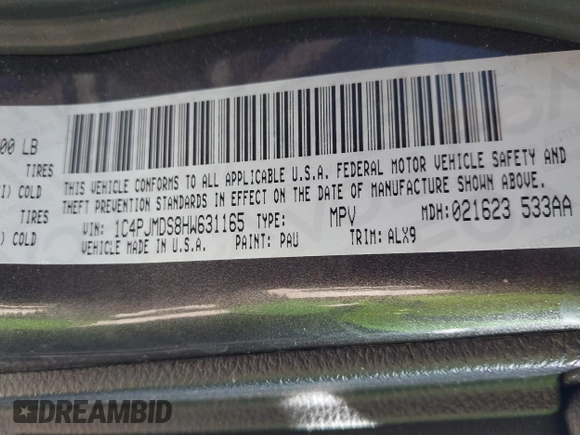 00 LB
TIRES
I) COLD
TIRES
) COLD
THIS VEHICLE CONFORMS TO ALL APPLICABLE U.S.A. FEDERAL MOTOR VEHICLE SAFETY AND
THEFT PREVENTION STANDARDS IN EFFECT ON THE DATE OF MANUFACTURE SHOWN ABOVE.
VIN: 1C4PJMDS8HW631165 TYPE: MPV MDH:021623 533AA
VEHICLE MADE IN U.S.A. PAINT: PAU TRIM:ALX9
DREAMBID